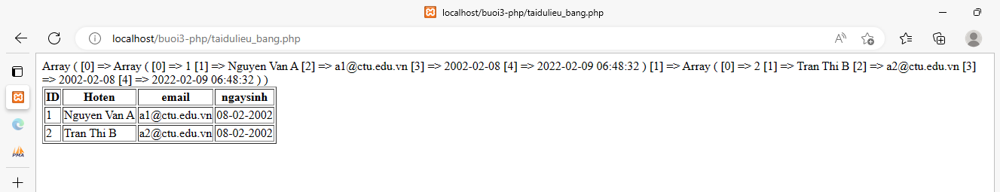 localhost/buoi3-php/taidulieu_bang.php
localhost/buoi3-php/taidulieu_bang.php
Array ( [0] => Array ( [0] => 1 [1] => Nguyen Van A [2] => a1@ctu.edu.vn [3] => 2002-02-08 [4] => 2022-02-09 06:48:32 ) [1] => Array ( [0] => 2 [1] => Tran Thi B [2] => a2@ctu.edu.vn [3]
=> 2002-02-08 [4] => 2022-02-09 06:48:32 ) )
ID Hoten email ngaysinh
1 Nguyen Van A a1@ctu.edu.vn 08-02-2002
2 Tran Thi B a2@ctu.edu.vn 08-02-2002
PMA